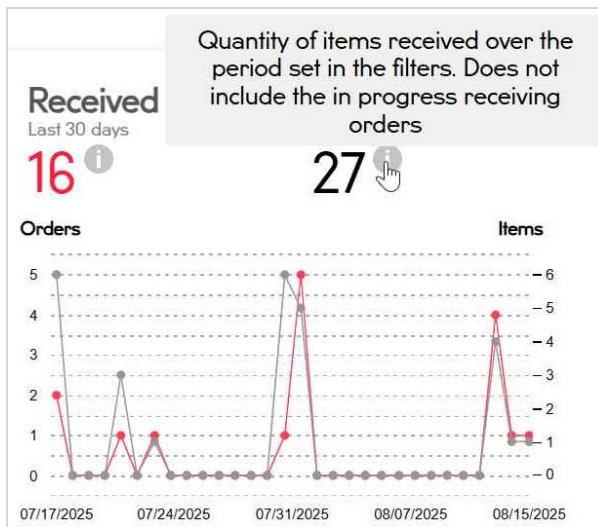 Quantity of items received over the
period set in the filters. Does not
include the in progress receiving
orders
Received
Last 30 days
16 i
27 i
Orders
Items
5
4
3
2
1
0
6
5
4
3
2
1
0
07/17/2025
07/24/2025
07/31/2025
08/07/2025
08/15/2025